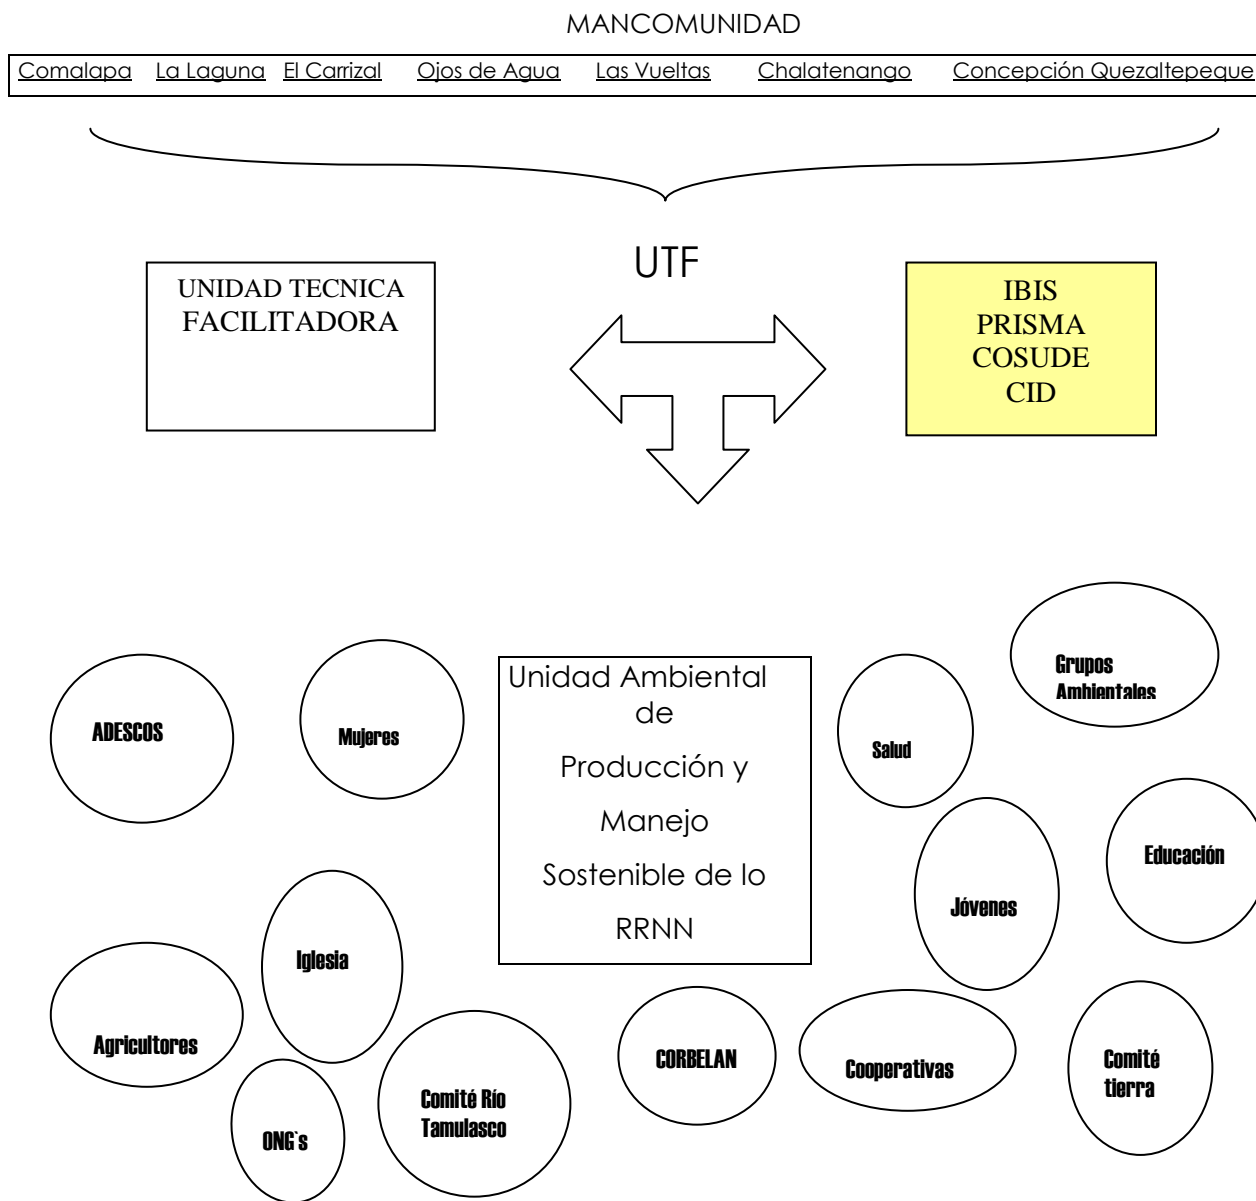 MANCOMUNIDAD
Comalapa La Laguna El Carrizal Ojos de Agua Las Vueltas Chalatenango Concepción Quezaltepeque
UTF
UNIDAD TECNICA
FACILITADORA
IBIS
PRISMA
COSUDE
CID
Unidad Ambiental
de
Producción y
Manejo
Sostenible de lo
RRNN
ADESCOS
Mujeres
Salud
Grupos
Ambientales
Educación
Jóvenes
Iglesia
Agricultores
ONG`s
Comité Río
Tamulasco
CORBELAN
Cooperativas
Comité
tierra